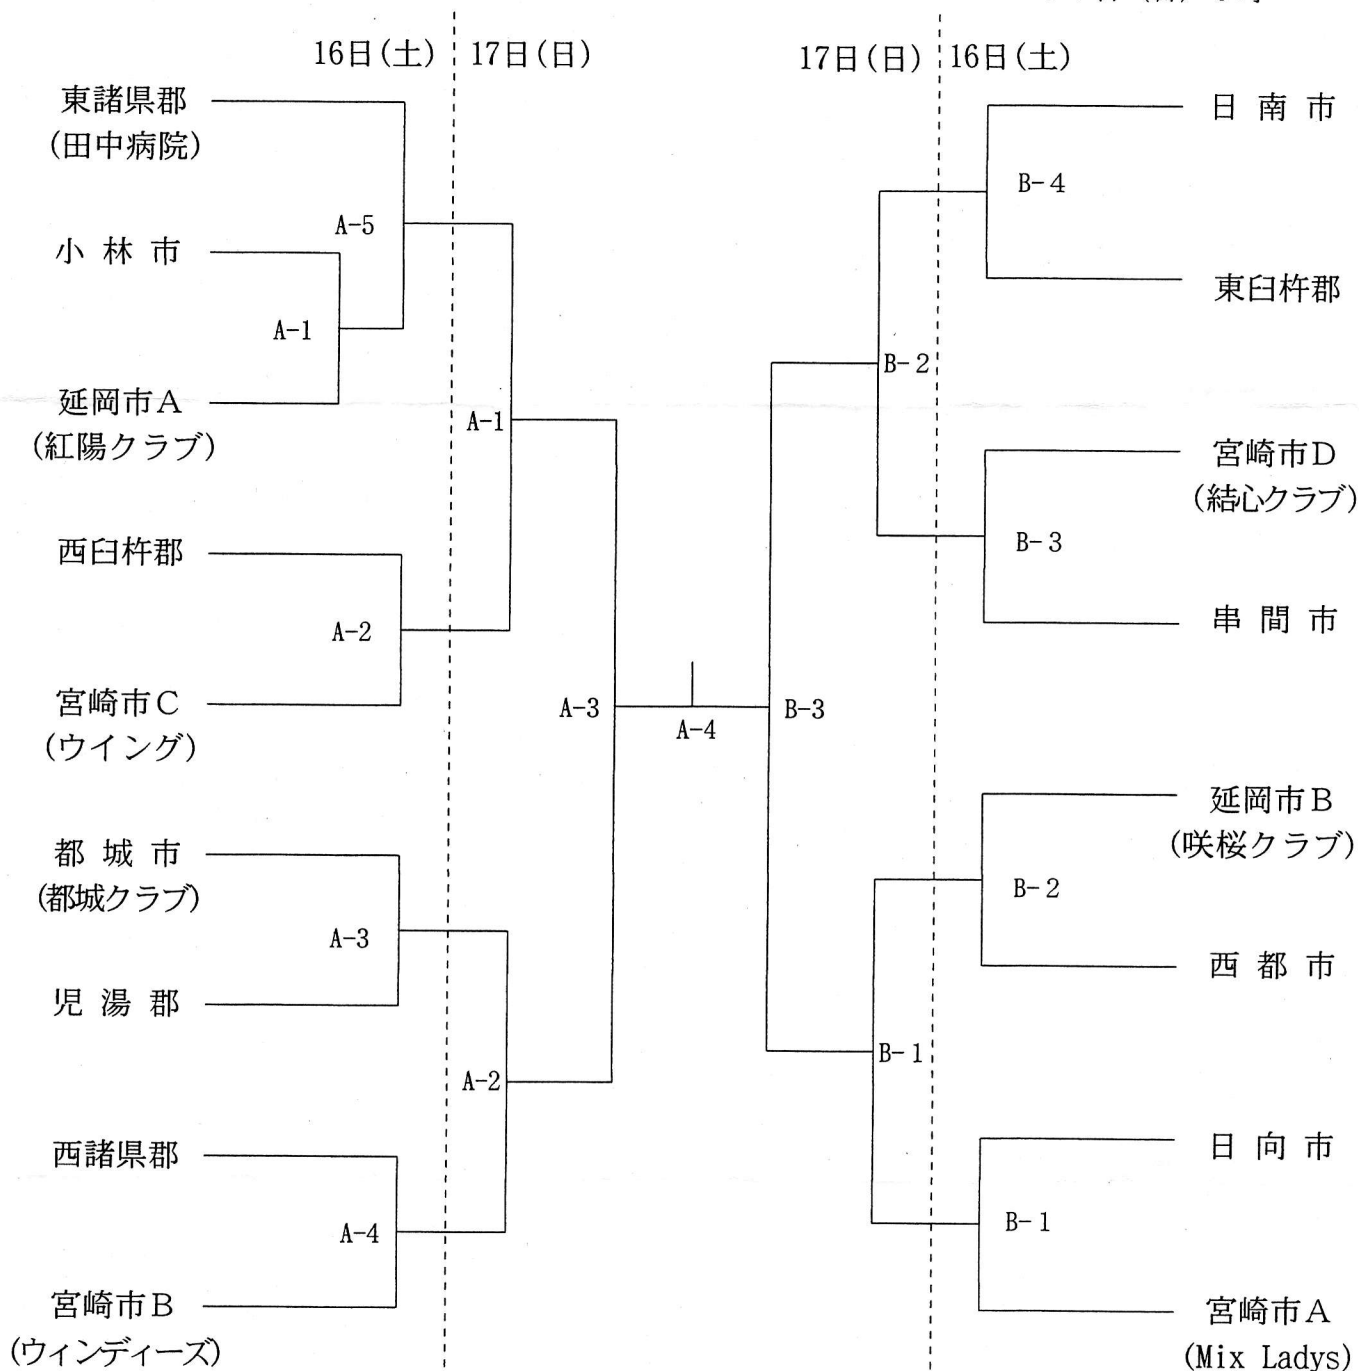 16日(土) 17日(日)
17日(日) 16日(土)
東諸県郡
(田中病院)
A-5
小 林 市
A-1
延岡市A
(紅陽クラブ)
A-1
西臼杵郡
A-2
宮崎市C
(ウイング)
A-3
都 城 市
(都城クラブ)
A-3
児 湯 郡
A-2
西諸県郡
A-4
宮崎市B
(ウィンディーズ)
A-4
日 南 市
B-4
東臼杵郡
B-2
宮崎市D
(結心クラブ)
B-3
串 間 市
B-3
延岡市B
(咲桜クラブ)
B-2
西 都 市
B-1
日 向 市
B-1
宮崎市A
(Mix Ladys)